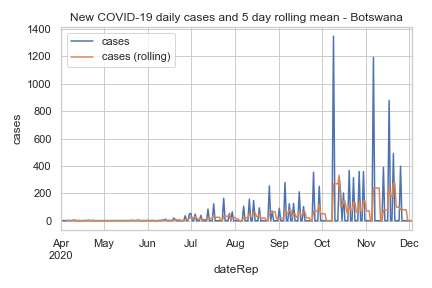 New COVID-19 daily cases and 5 day rolling mean - Botswana
cases
cases (rolling)
1400
1200
1000
800
600
400
200
0
cases
Apr
2020
May
Jun
Jul
Aug
Sep
Oct
Nov
Dec
dateRep